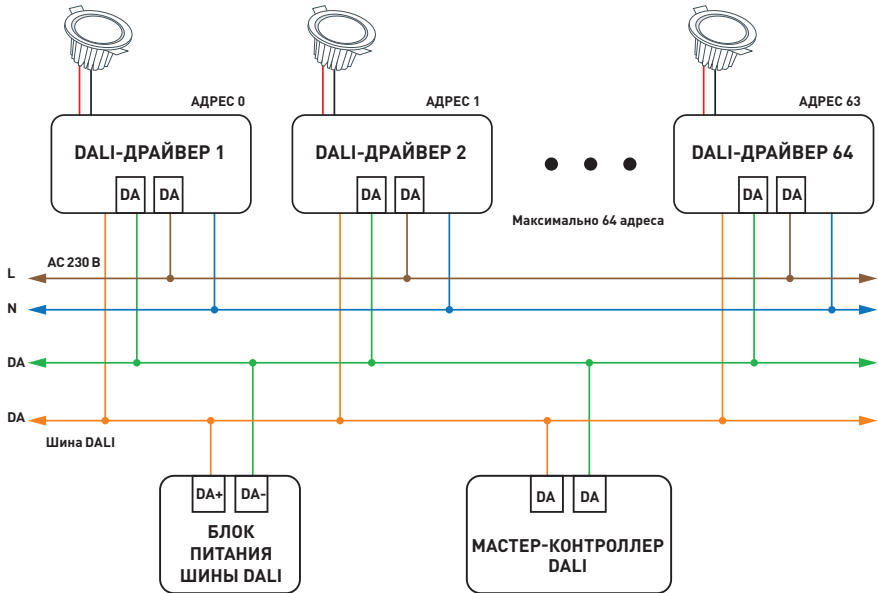 АДРЕС 0
АДРЕС 1
АДРЕС 63
DALI-ДРАЙВЕР 1
DALI-ДРАЙВЕР 2
DALI-ДРАЙВЕР 64
DA
DA
DA
DA
DA
DA
Максимально 64 адреса
AC 230 В
L
N
DA
DA
Шина DALI
DA+
DA-
DA
DA
БЛОК
ПИТАНИЯ
ШИНЫ DALI
МАСТЕР-КОНТРОЛЛЕР
DALI